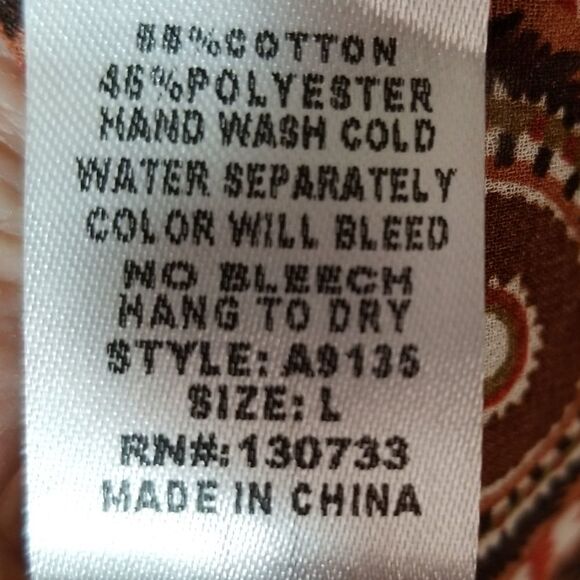 55%COTTON
45%POLYESTER
HAND WASH COLD
WATER SEPARATELY
COLOR WILL BLEED
NO BLEECH
HANG TO DRY
STYLE: A9135
SIZE: L
RN#:130733
MADE IN CHINA